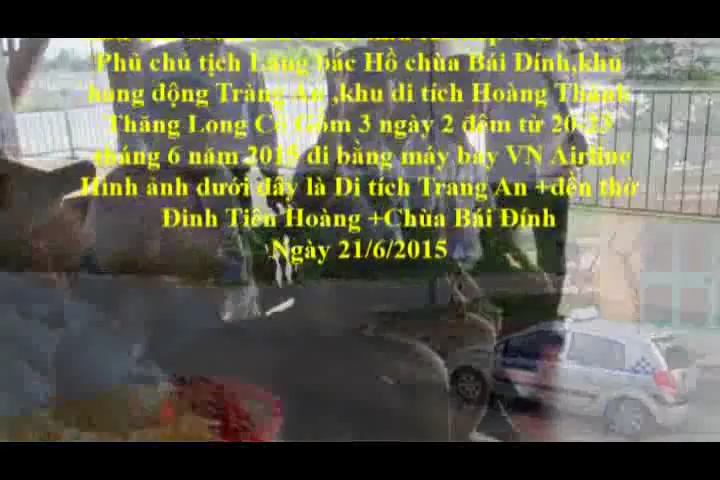 Phủ chủ tịch Lăng bác Hồ chùa Bái Dính,khu
hang động Tràng An ,khu di tích Hoàng Thành
Thăng Long Cổ Gồm 3 ngày 2 đêm từ 20-23
tháng 6 năm 2015 đi bằng máy bay VN Airline
Hình ảnh dưới đây là Di tích Trang An +đền thờ
Đinh Tiên Hoàng +Chùa Bái Đính
Ngày 21/6/2015